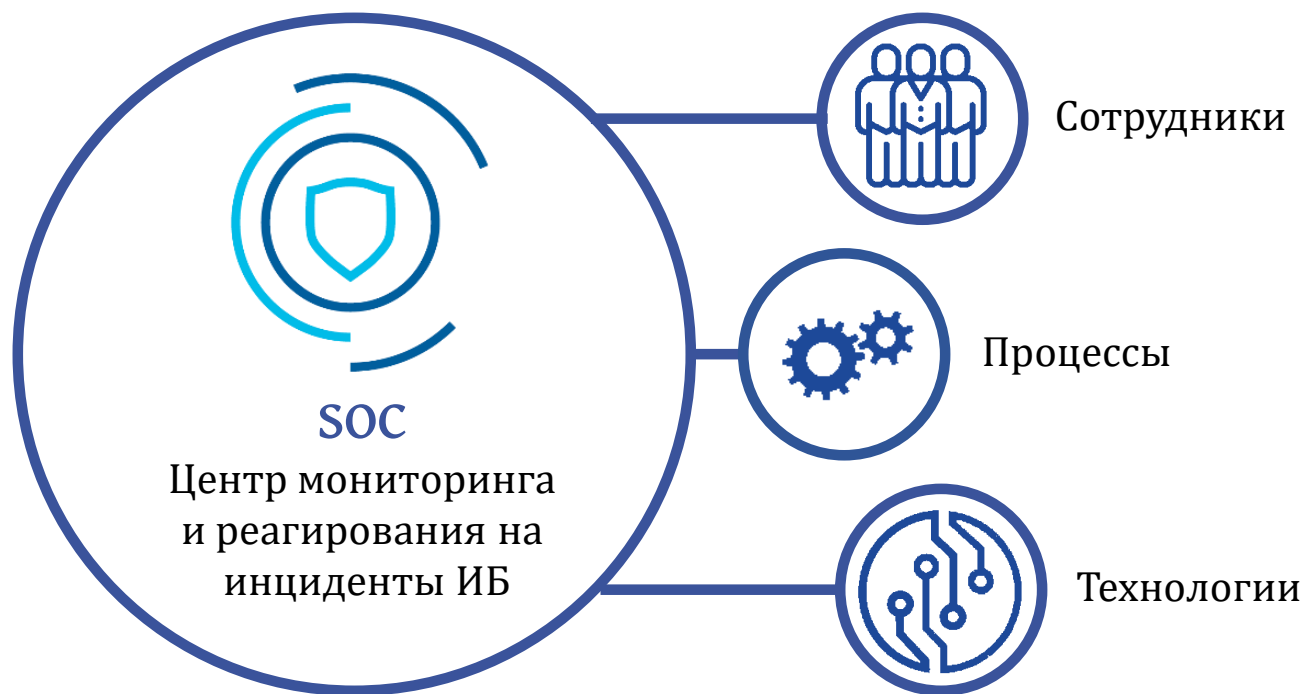 SOC
Центр мониторинга
и реагирования на
инциденты ИБ
Сотрудники
Процессы
Технологии